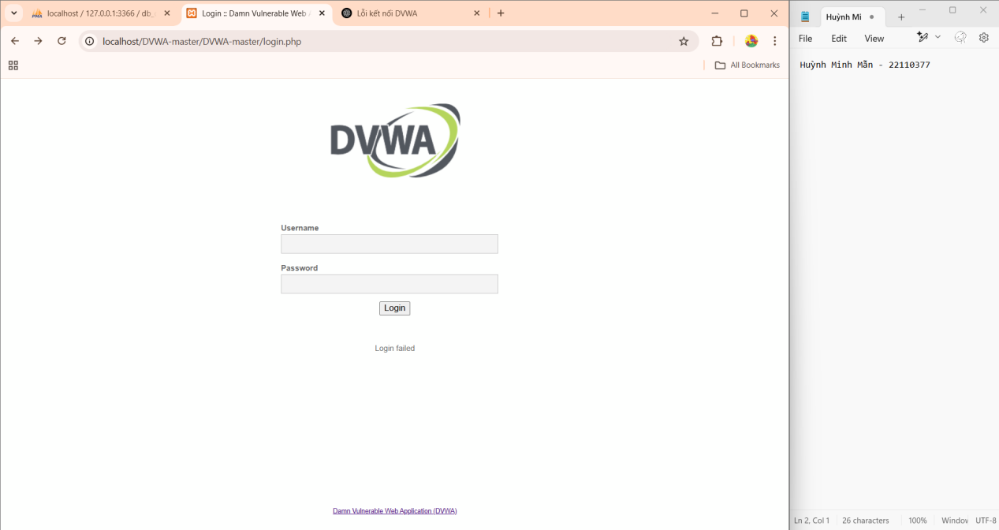 localhost / 127.0.0.1:3366 / db_
Login :: Damn Vulnerable Web A
Lỗi kết nối DVWA
localhost/DVWA-master/DVWA-master/login.php
All Bookmarks
DVWA
Username
Password
Login
Login failed
Damn Vulnerable Web Application (DVWA)
Huỳnh Mi
File Edit View
Huỳnh Minh Mẫn - 22110377
Ln 2, Col 1 26 characters 100% Window UTF-8